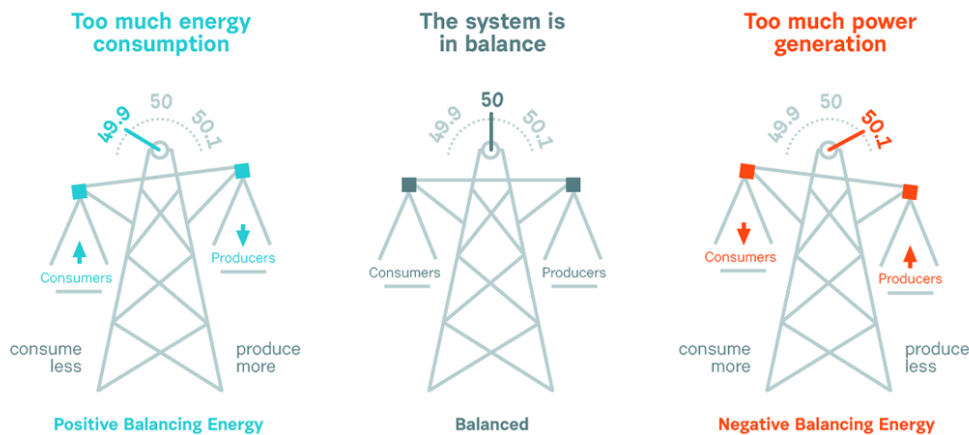 Too much energy
consumption
49.9
50
50.1
Consumers
Producers
consume
less
produce
more
Positive Balancing Energy
The system is
in balance
49.9
50
50.1
Consumers
Producers
Balanced
Too much power
generation
49.9
50
50.1
Consumers
Producers
consume
more
produce
less
Negative Balancing Energy